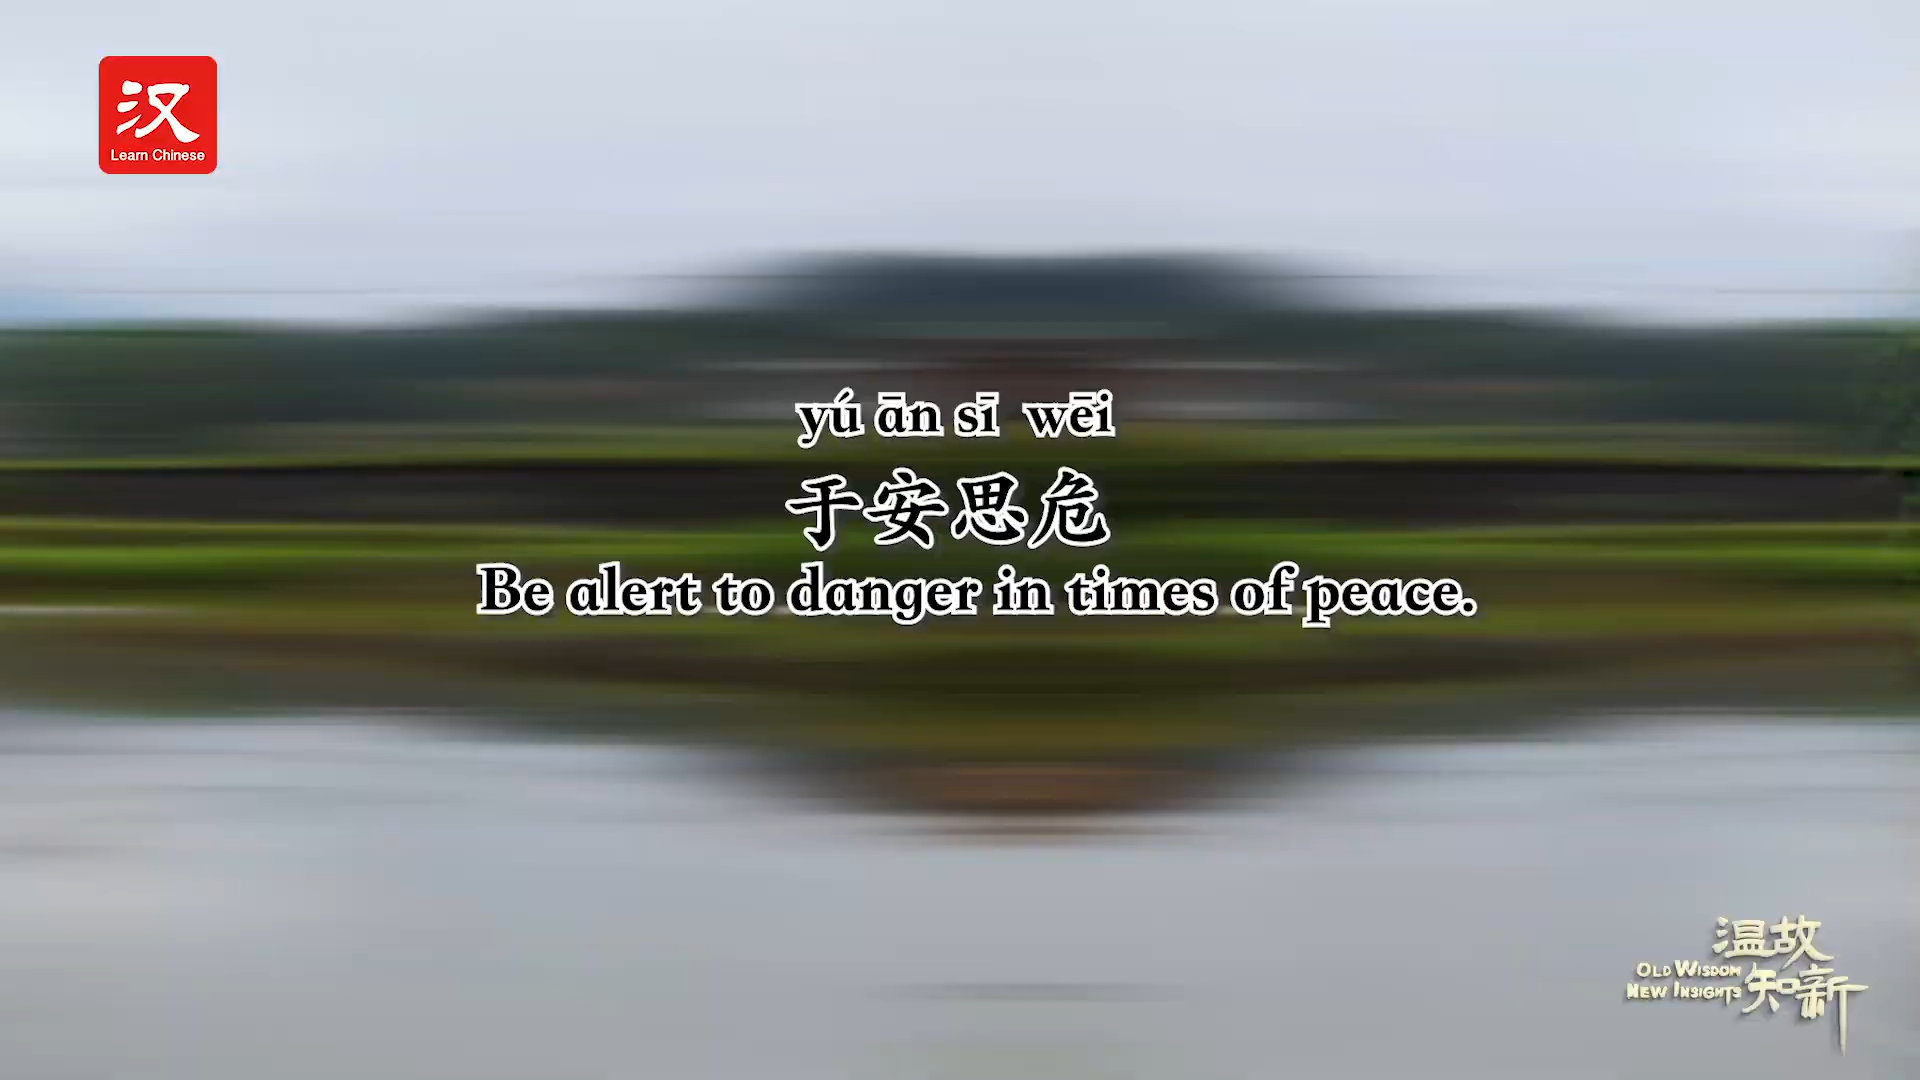 汉
Learn Chinese
yú ān sī wēi
于安思危
Be alert to danger in times of peace.
温故
OLD WISDOM
NEW INSIGHTS
知新